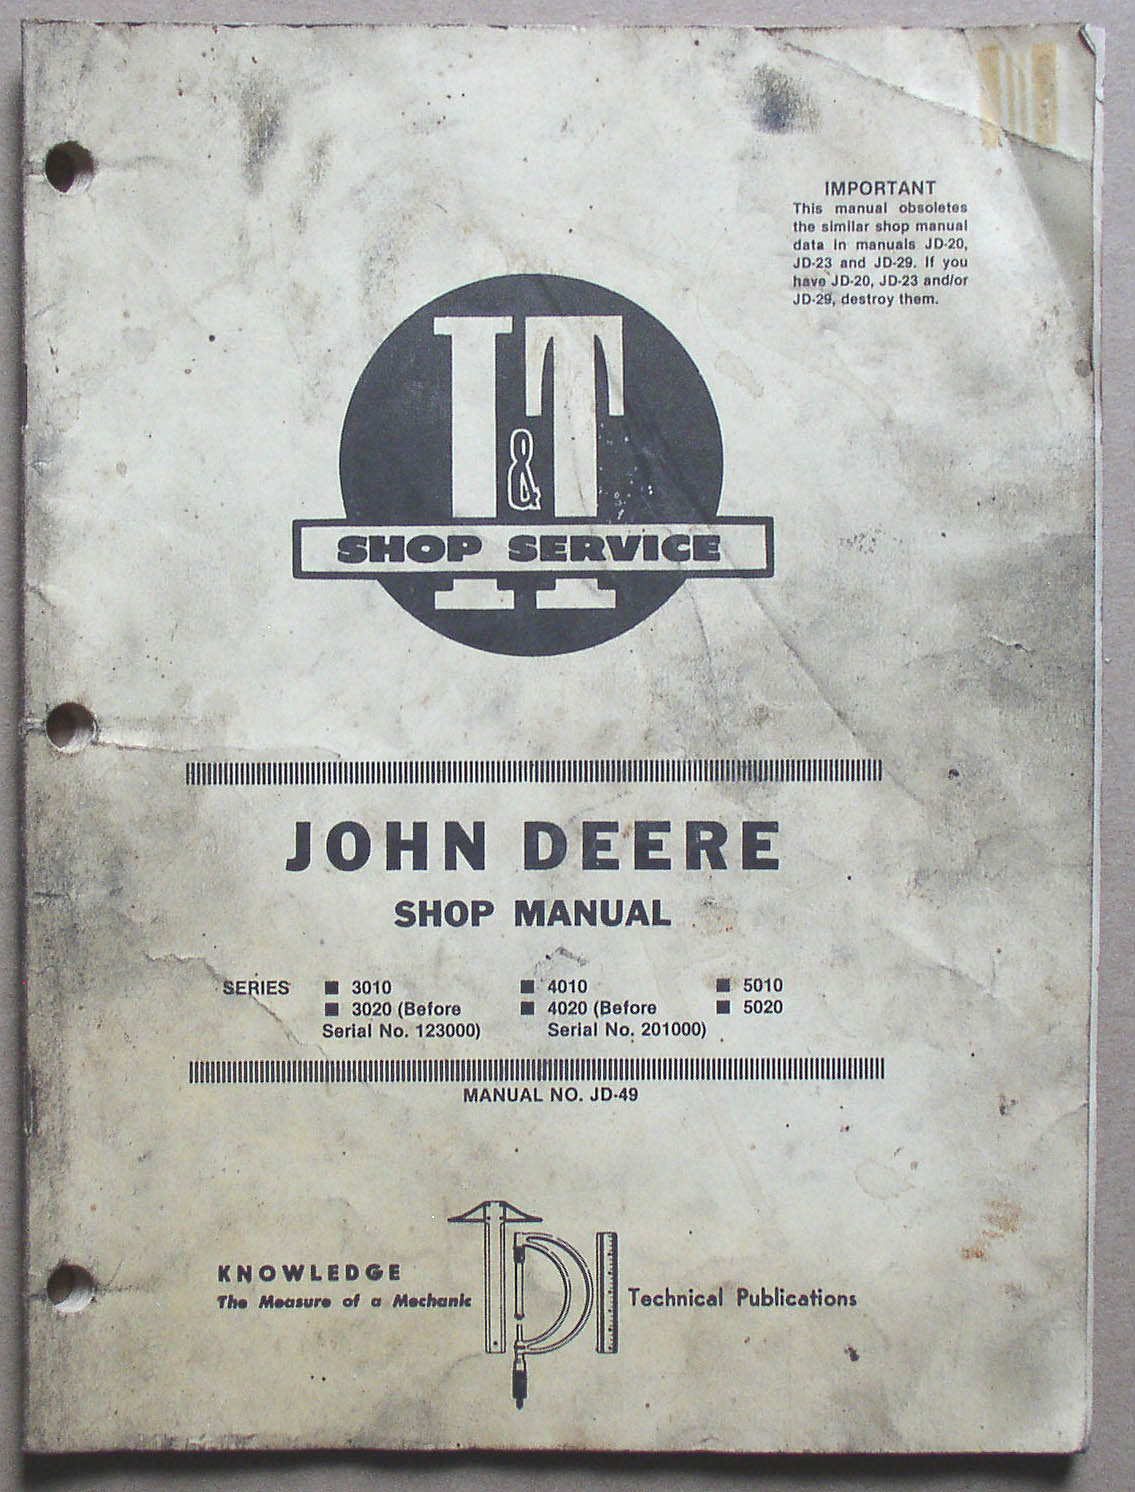 IMPORTANT
This manual obsoletes
the similar shop manual
data in manuals JD-20,
JD-23 and JD-29. If you
have JD-20, JD-23 and/or
JD-29, destroy them.
I&T
SHOP SERVICE
JOHN DEERE
SHOP MANUAL
SERIES ■ 3010 ■ 4010 ■ 5010
■ 3020 (Before ■ 4020 (Before ■ 5020
Serial No. 123000) Serial No. 201000)
MANUAL NO. JD-49
KNOWLEDGE
The Measure of a Mechanic
TPI
Technical Publications